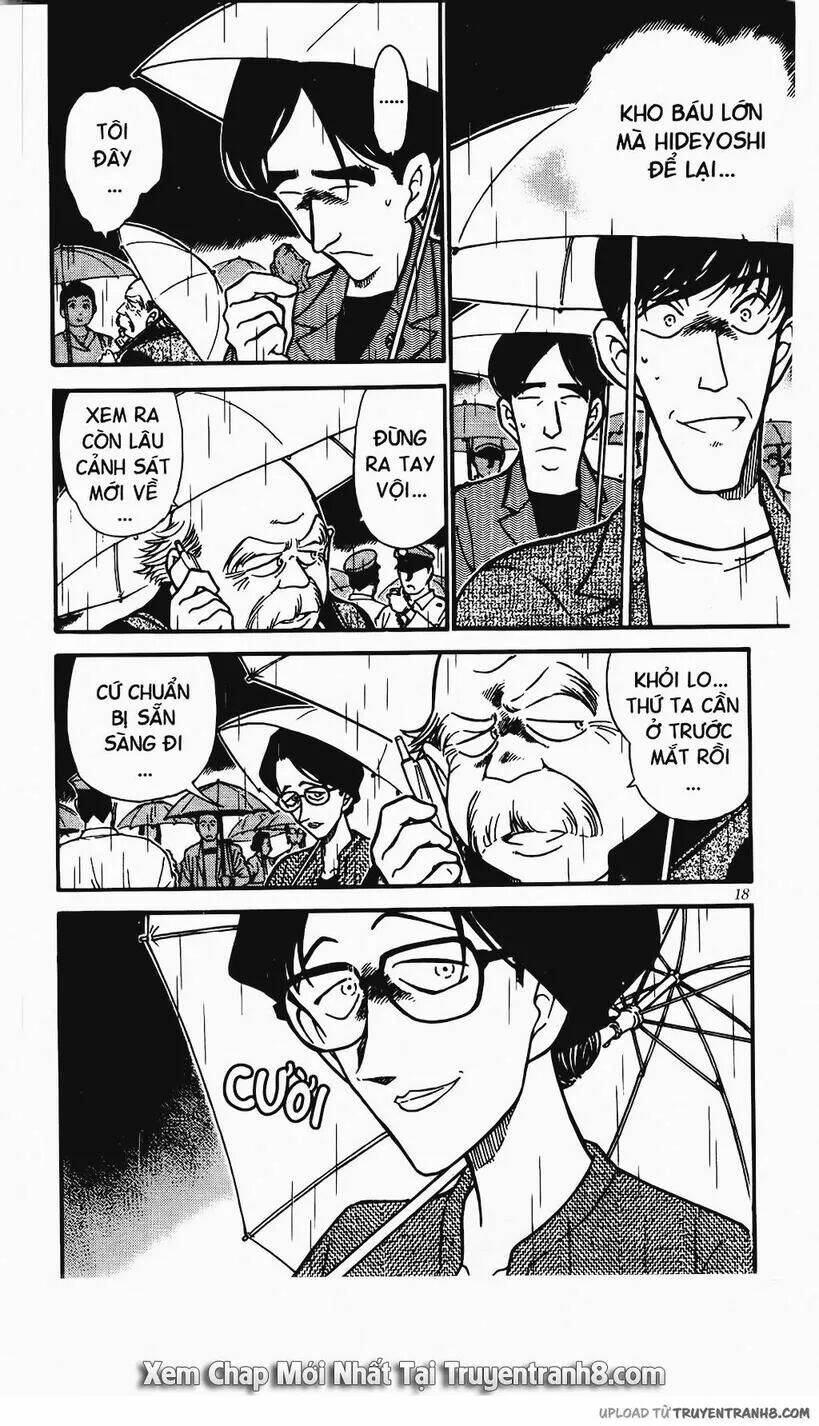 KHO BÁU LỚN
MÀ HIDEYOSHI
ĐỂ LẠI...
......
TÔI
ĐÂY
...
ĐỪNG
RA TAY
VỘI...
XEM RA
CÒN LÂU
CẢNH SÁT
MỚI VỀ
...
KHỎI LO...
THỨ TA CẦN
Ở TRƯỚC
MẮT RỒI
...
CỨ CHUẨN
BỊ SẴN
SÀNG ĐI
...
18
CƯỜI
Xem Chap Mới Nhất Tại Truyentranh8.com
UPLOAD TỪ TRUYENTRANH8.COM